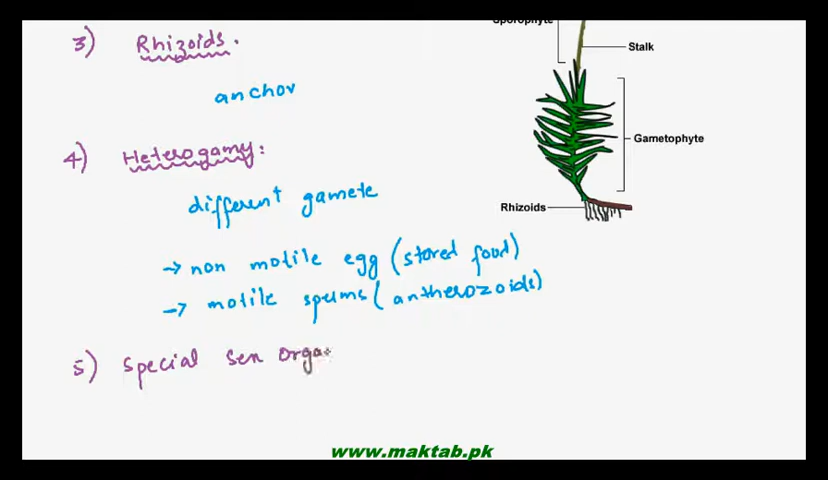 Sporophyte
3) Rhizoids.
Stalk
anchor
Gametophyte
4) Heterogamy:
different gamete
Rhizoids
→ non motile egg (stored food)
→ motile sperms (antherozoids)
5) Special Sex Orga
www.maktab.pk